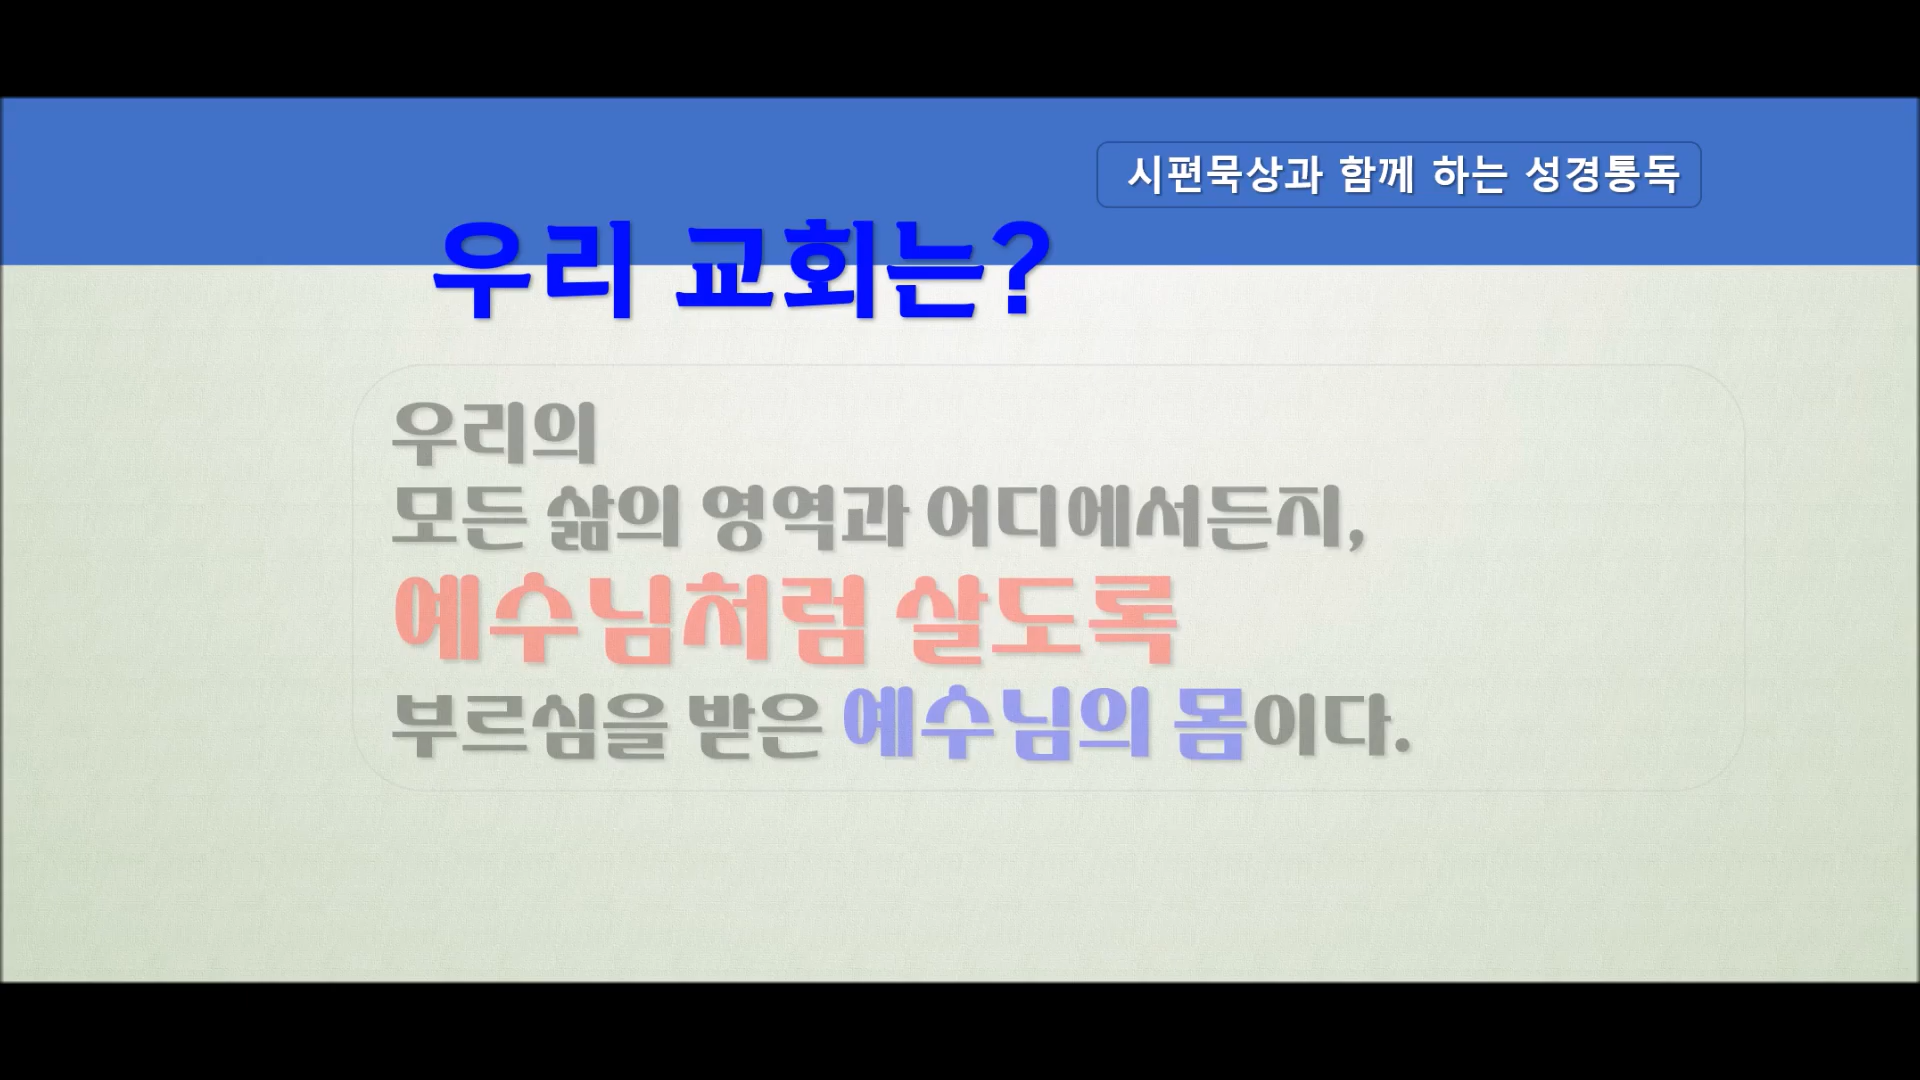 시편묵상과 함께 하는 성경통독
우리 교회는?
우리의
모든 삶의 영역과 어디에서든지,
예수님처럼 살도록
부르심을 받은 예수님의 몸이다.